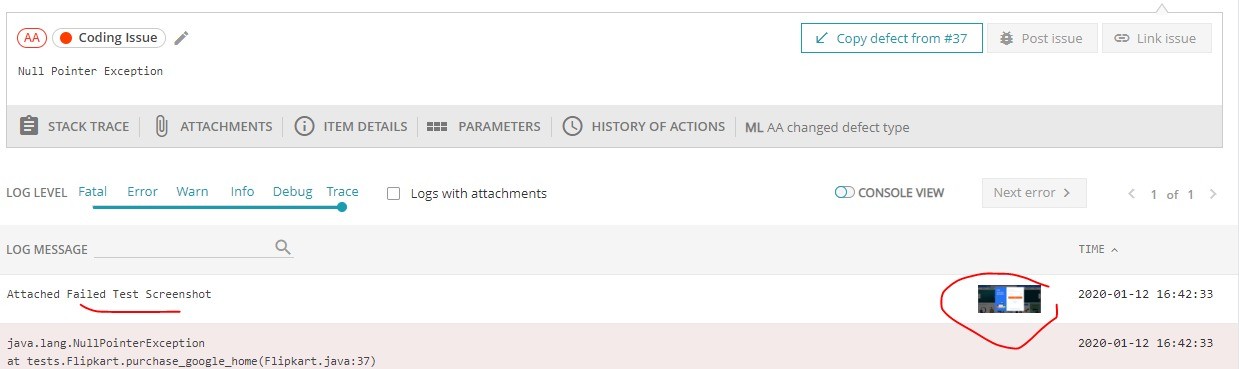 AA Coding Issue Copy defect from #37 Post issue Link issue
Null Pointer Exception
STACK TRACE ATTACHMENTS ITEM DETAILS PARAMETERS HISTORY OF ACTIONS ML AA changed defect type
LOG LEVEL Fatal Error Warn Info Debug Trace Logs with attachments CONSOLE VIEW Next error 1 of 1
LOG MESSAGE TIME
Attached Failed Test Screenshot 2020-01-12 16:42:33
java.lang.NullPointerException 2020-01-12 16:42:33
at tests.Flipkart.purchase_google_home(Flipkart.java:37)